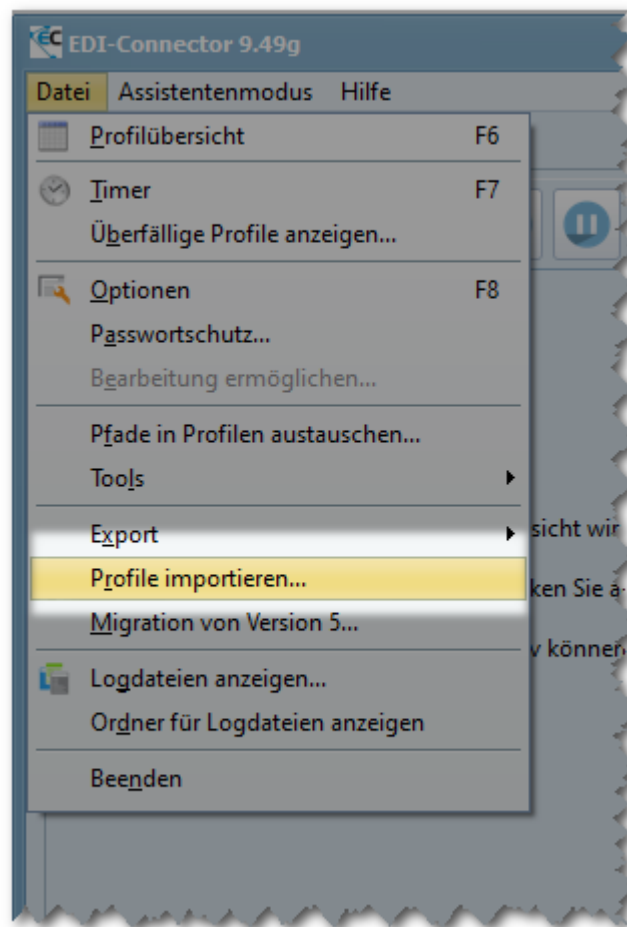 EC EDI-Connector 9.49g
Datei Assistentenmodus Hilfe
Profilübersicht F6
Timer F7
Überfällige Profile anzeigen...
Optionen F8
Passwortschutz...
Bearbeitung ermöglichen...
Pfade in Profilen austauschen...
Tools
Export
sicht wir
Profile importieren...
ken Sie a
Migration von Version 5...
v können
Logdateien anzeigen...
Ordner für Logdateien anzeigen
Beenden